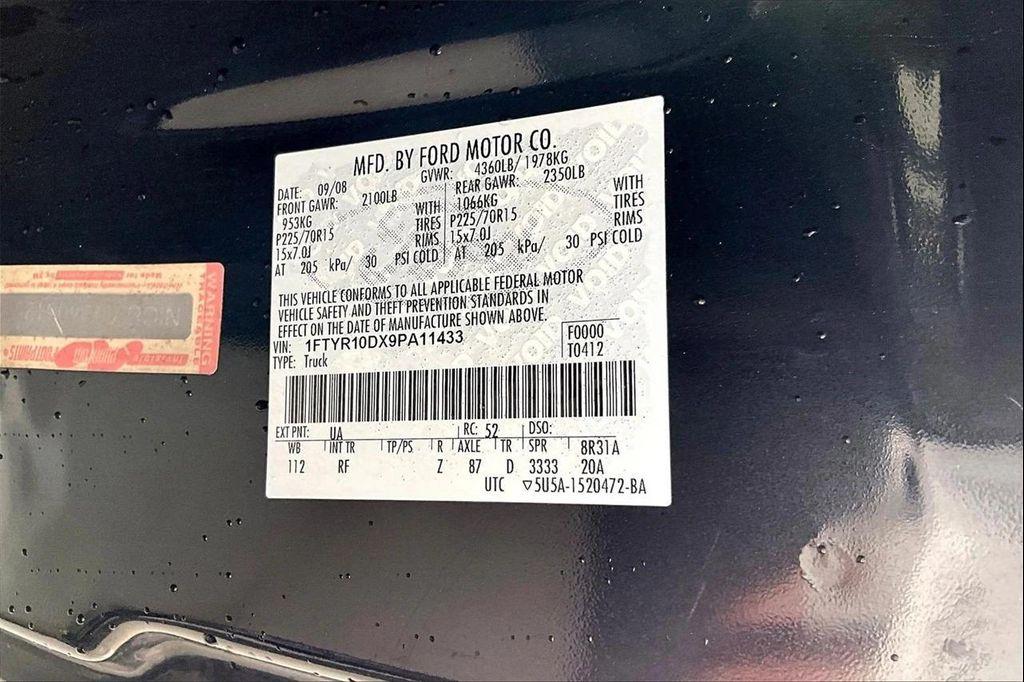 MFD. BY FORD MOTOR CO.
DATE: 09/08 GVWR: 4360LB/ 1978KG
FRONT GAWR: 2100LB REAR GAWR: 2350LB
953KG WITH 1066KG WITH
P225/70R15 TIRES P225/70R15 TIRES
15x7.0J RIMS 15x7.0J RIMS
AT 205 kPa/ 30 PSI COLD AT 205 kPa/ 30 PSI COLD
THIS VEHICLE CONFORMS TO ALL APPLICABLE FEDERAL MOTOR
VEHICLE SAFETY AND THEFT PREVENTION STANDARDS IN
EFFECT ON THE DATE OF MANUFACTURE SHOWN ABOVE.
VIN: 1FTYR10DX9PA11433 F0000
TYPE: Truck T0412
EXT PNT: UA RC: 52 DSO:
WB INT TR TP/PS R AXLE TR SPR 8R31A
112 RF Z 87 D 3333 20A
UTC ▽5U5A-1520472-BA
WARNING
TRACEABLE